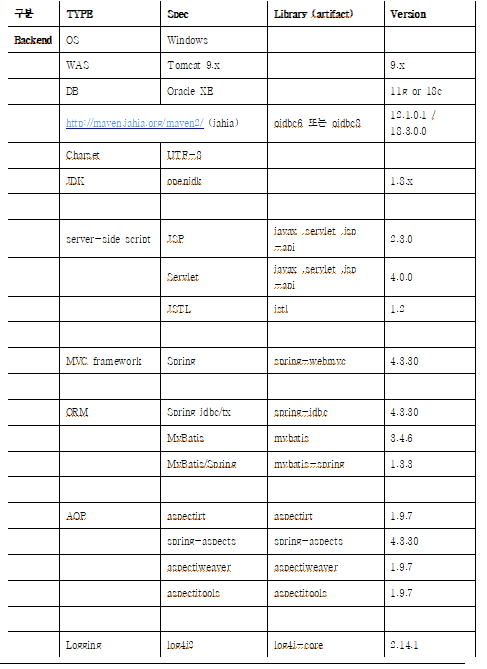 구분 TYPE Spec Library (artifact) Version
Backend OS Windows
WAS Tomcat 9.x 9.x
DB Oracle XE 11g or 18c
http://maven.jahia.org/maven2/ (jahia) ojdbc6 또는 ojdbc8 12.1.0.1 /
18.3.0.0
Charset UTF-8
JDK openjdk 1.8.x
server-side script JSP javax .servlet .jsp
-api 2.3.0
Servlet javax .servlet .jsp
-api 4.0.0
JSTL jstl 1.2
MVC framework Spring spring-webmvc 4.3.30
ORM Spring jdbc/tx spring-jdbc 4.3.30
MyBatis mybatis 3.4.6
MyBatis/Spring mybatis-spring 1.3.3
AOP aspectjrt aspectjrt 1.9.7
spring-aspects spring-aspects 4.3.30
aspectjweaver aspectjweaver 1.9.7
aspectjtools aspectjtools 1.9.7
Logging log4j2 log4j-core 2.14.1